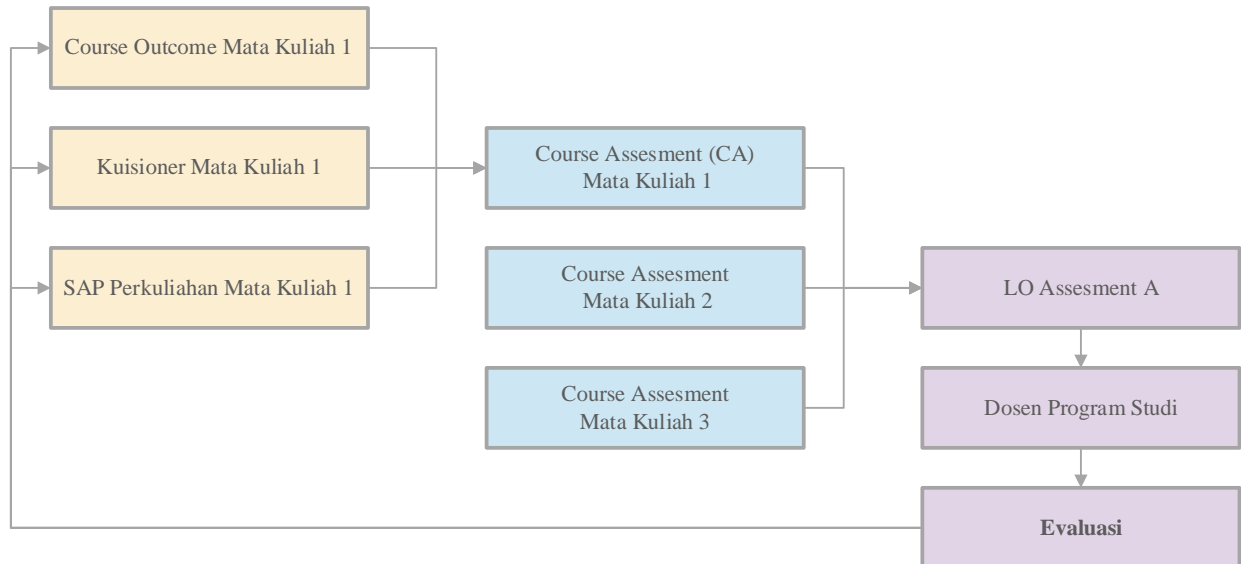 Course Outcome Mata Kuliah 1
Kuisioner Mata Kuliah 1
SAP Perkuliahan Mata Kuliah 1
Course Assesment (CA)
Mata Kuliah 1
Course Assesment
Mata Kuliah 2
Course Assesment
Mata Kuliah 3
LO Assesment A
Dosen Program Studi
Evaluasi